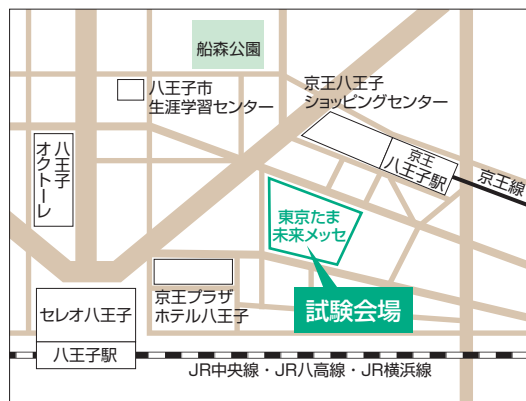 船森公園
八王子市
生涯学習センター
京王八王子
ショッピングセンター
八王子
オクトーレ
京王
八王子駅
京王線
東京たま
未来メッセ
試験会場
京王プラザ
ホテル八王子
セレオ八王子
八王子駅
JR中央線・JR八高線・JR横浜線